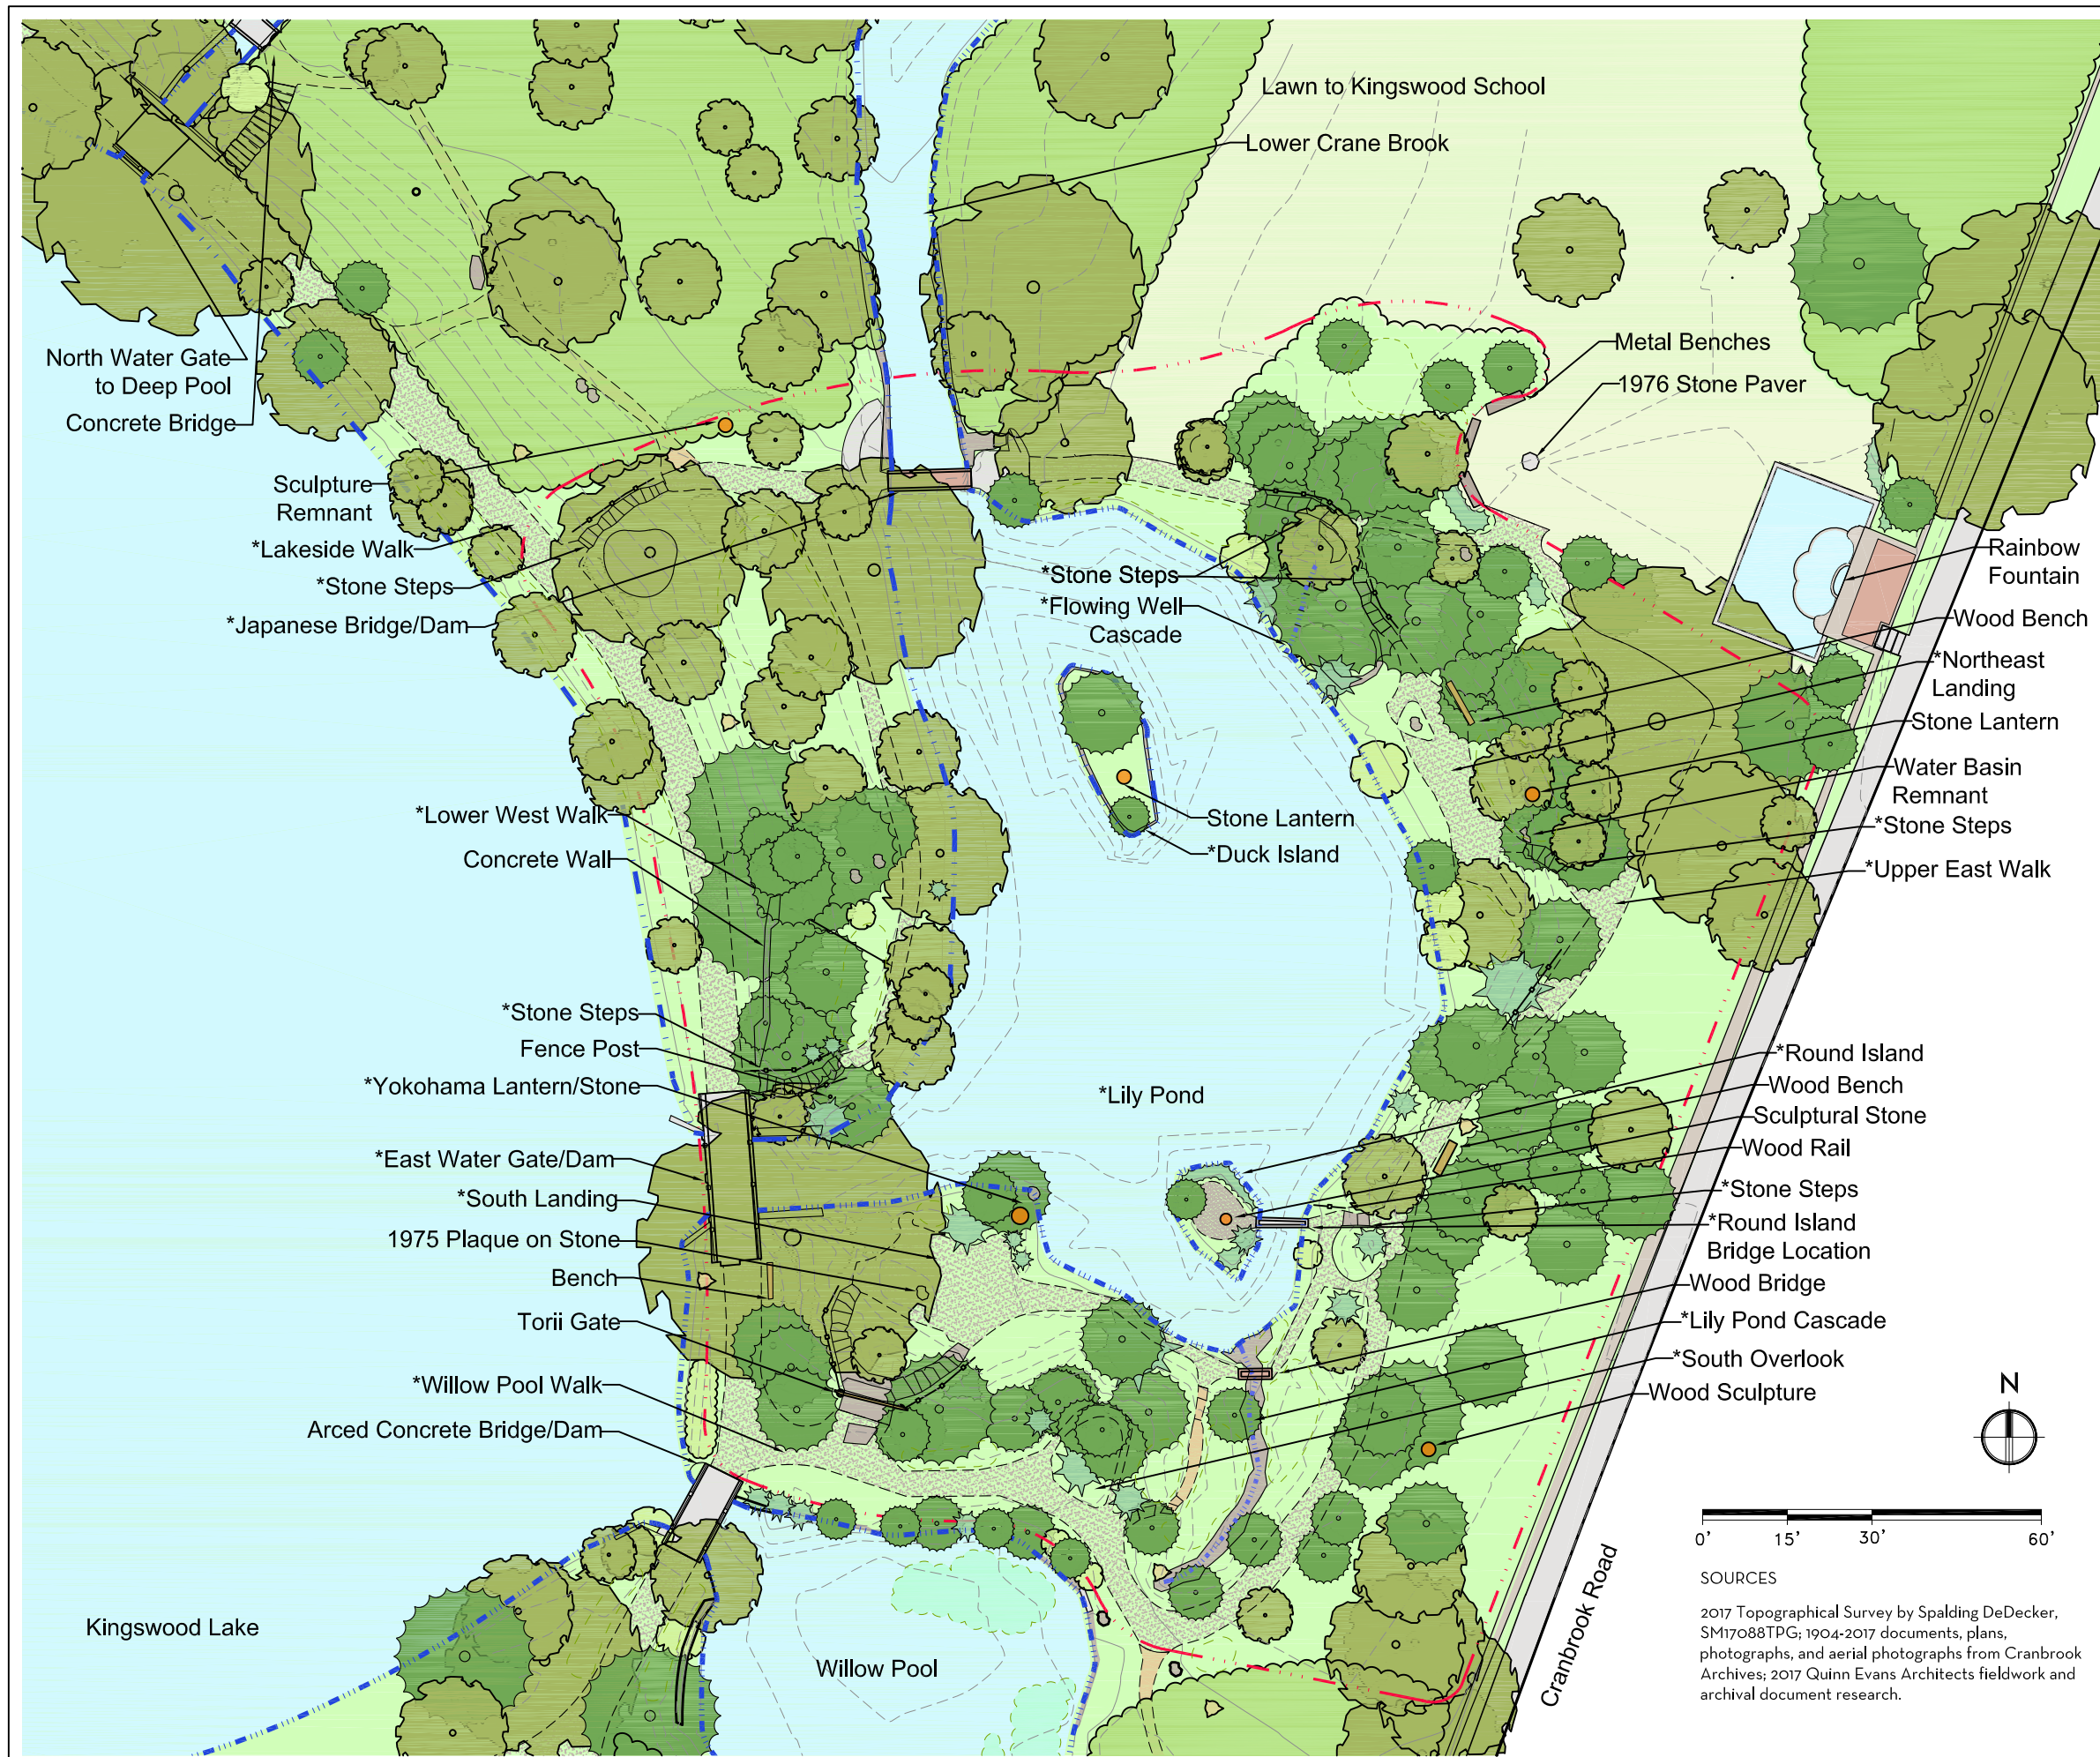 Lawn to Kingswood School
Lower Crane Brook
North Water Gate
to Deep Pool
Concrete Bridge
Sculpture
Remnant
*Lakeside Walk
*Stone Steps
*Japanese Bridge/Dam
*Lower West Walk
Concrete Wall
*Stone Steps
Fence Post
*Yokohama Lantern/Stone
*East Water Gate/Dam
*South Landing
1975 Plaque on Stone
Bench
Torii Gate
*Willow Pool Walk
Arced Concrete Bridge/Dam
Kingswood Lake
Willow Pool
*Stone Steps
*Flowing Well
Cascade
Stone Lantern
*Duck Island
*Lily Pond
Metal Benches
1976 Stone Paver
Rainbow
Fountain
Wood Bench
*Northeast
Landing
Stone Lantern
Water Basin
Remnant
*Stone Steps
*Upper East Walk
*Round Island
Wood Bench
Sculptural Stone
Wood Rail
*Stone Steps
*Round Island
Bridge Location
Wood Bridge
*Lily Pond Cascade
*South Overlook
Wood Sculpture
Cranbrook Road
N
0' 15' 30' 60'
SOURCES
2017 Topographical Survey by Spalding DeDecker,
SM17088TPG; 1904-2017 documents, plans,
photographs, and aerial photographs from Cranbrook
Archives; 2017 Quinn Evans Architects fieldwork and
archival document research.